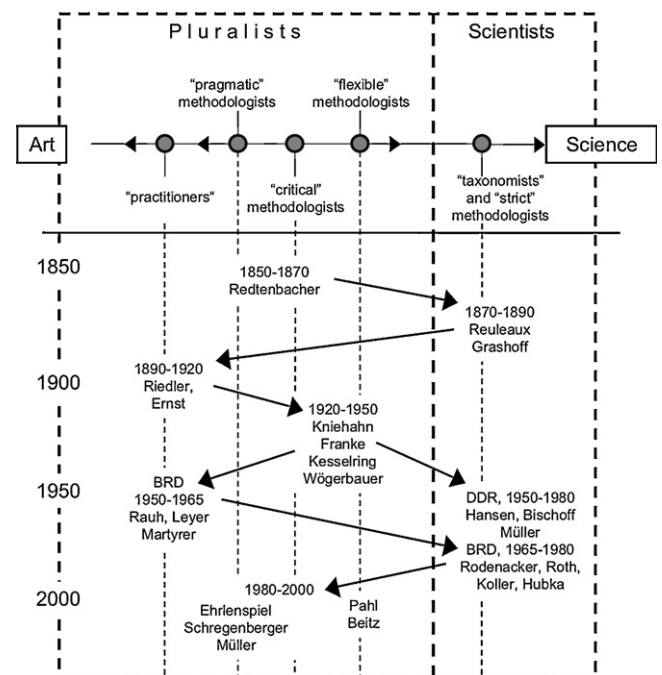 Pluralists
Scientists
“pragmatic”
methodologists
“flexible”
methodologists
Art
Science
“practitioners“
“critical”
methodologists
“taxonomists”
and “strict”
methodologists
1850
1850-1870
Redtenbacher
1870-1890
Reuleaux
Grashoff
1890-1920
Riedler,
Ernst
1900
1920-1950
Kniehahn
Franke
Kesselring
Wögerbauer
BRD
1950-1965
Rauh, Leyer
Martyrer
1950
DDR, 1950-1980
Hansen, Bischoff
Müller
BRD, 1965-1980
Rodenacker, Roth,
Koller, Hubka
2000
1980-2000
Ehrlenspiel
Schregenberger
Müller
Pahl
Beitz